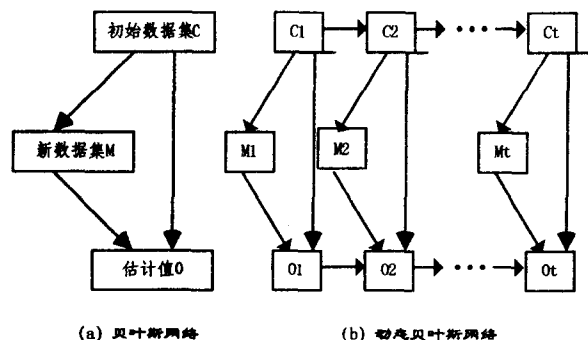 初始数据集C
新数据集M
估计值O
(a) 贝叶斯网络
C1 C2 ··· Ct
M1 M2 Mt
O1 O2 ··· Ot
(b) 动态贝叶斯网络